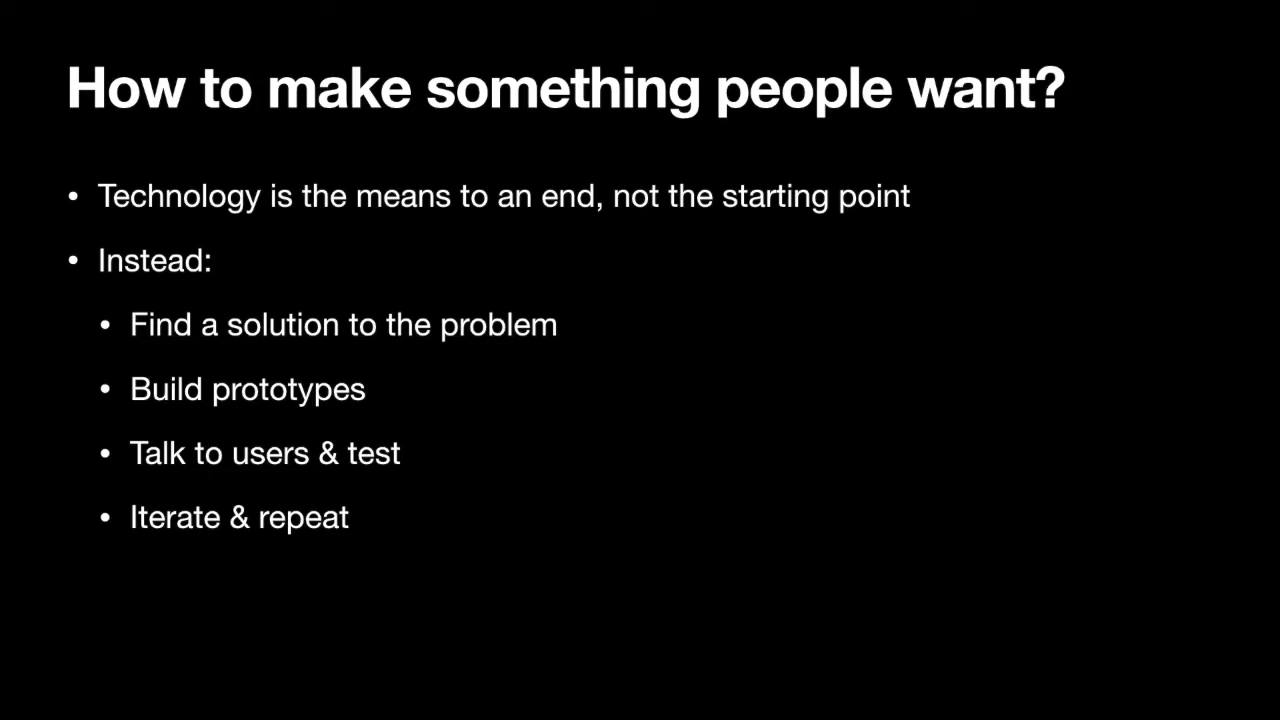 How to make something people want?
• Technology is the means to an end, not the starting point
• Instead:
• Find a solution to the problem
• Build prototypes
• Talk to users & test
• Iterate & repeat